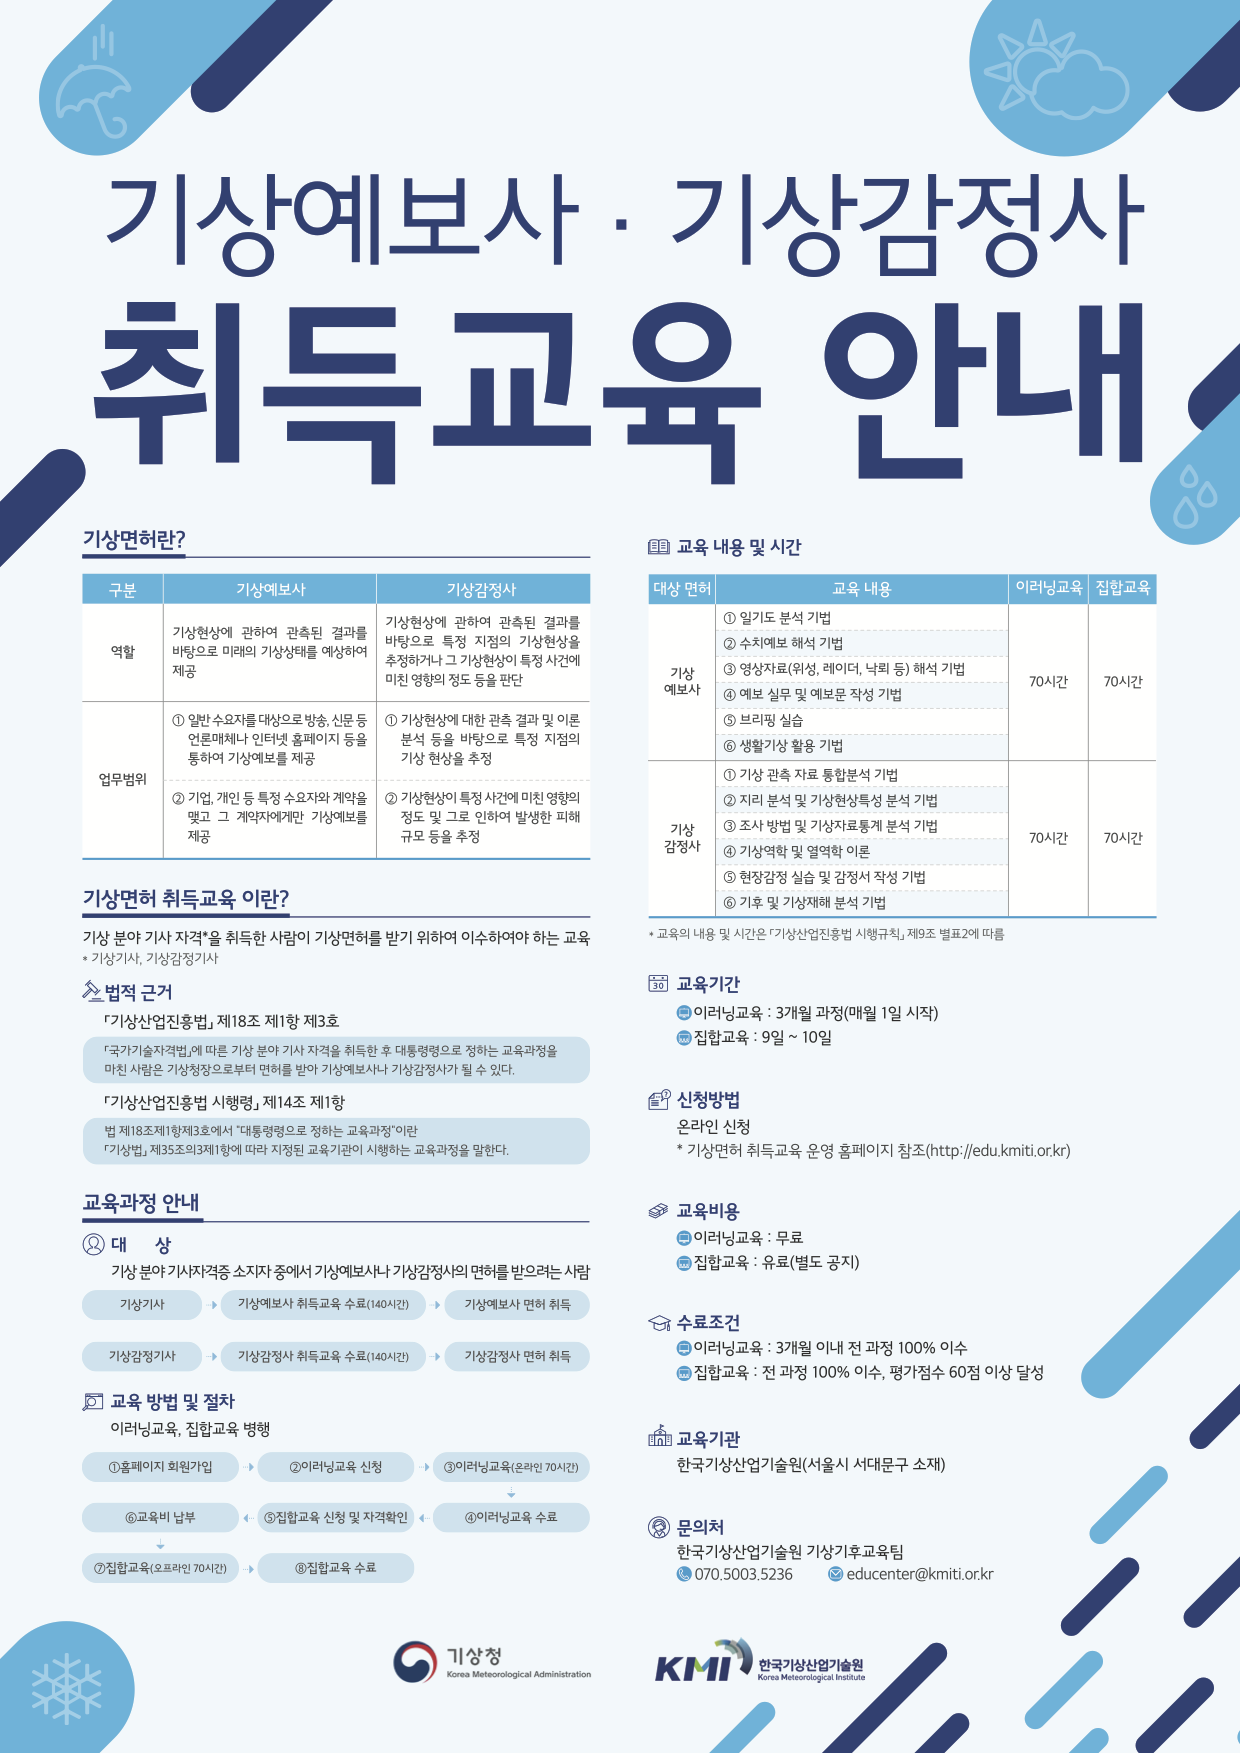 기상예보사 · 기상감정사
취득교육 안내
기상면허란?
구분 기상예보사 기상감정사
역할
기상현상에 관하여 관측된 결과를
바탕으로 미래의 기상상태를 예상하여
제공
기상현상에 관하여 관측된 결과를
바탕으로 특정 지점의 기상현상을
추정하거나 그 기상현상이 특정 사건에
미친 영향의 정도 등을 판단
업무범위
① 일반 수요자를 대상으로 방송, 신문 등
언론매체나 인터넷 홈페이지 등을
통하여 기상예보를 제공
① 기상현상에 대한 관측 결과 및 이론
분석 등을 바탕으로 특정 지점의
기상 현상을 추정
② 기업, 개인 등 특정 수요자와 계약을
맺고 그 계약자에게만 기상예보를
제공
② 기상현상이 특정 사건에 미친 영향의
정도 및 그로 인하여 발생한 피해
규모 등을 추정
기상면허 취득교육 이란?
기상 분야 기사 자격*을 취득한 사람이 기상면허를 받기 위하여 이수하여야 하는 교육
* 기상기사, 기상감정기사
법적 근거
「기상산업진흥법」 제18조 제1항 제3호
「국가기술자격법」에 따른 기상 분야 기사 자격을 취득한 후 대통령령으로 정하는 교육과정을
마친 사람은 기상청장으로부터 면허를 받아 기상예보사나 기상감정사가 될 수 있다.
「기상산업진흥법 시행령」 제14조 제1항
법 제18조제1항제3호에서 "대통령령으로 정하는 교육과정"이란
「기상법」 제35조의3제1항에 따라 지정된 교육기관이 시행하는 교육과정을 말한다.
교육과정 안내
대 상
기상 분야 기사자격증 소지자 중에서 기상예보사나 기상감정사의 면허를 받으려는 사람
기상기사 기상예보사 취득교육 수료(140시간) 기상예보사 면허 취득
기상감정기사 기상감정사 취득교육 수료(140시간) 기상감정사 면허 취득
교육 방법 및 절차
이러닝교육, 집합교육 병행
①홈페이지 회원가입 ②이러닝교육 신청 ③이러닝교육(온라인 70시간)
⑥교육비 납부 ⑤집합교육 신청 및 자격확인 ④이러닝교육 수료
⑦집합교육(오프라인 70시간) ⑧집합교육 수료
교육 내용 및 시간
대상 면허 교육 내용 이러닝교육 집합교육
기상
예보사
① 일기도 분석 기법
② 수치예보 해석 기법
③ 영상자료(위성, 레이더, 낙뢰 등) 해석 기법
④ 예보 실무 및 예보문 작성 기법
⑤ 브리핑 실습
⑥ 생활기상 활용 기법
70시간 70시간
기상
감정사
① 기상 관측 자료 통합분석 기법
② 지리 분석 및 기상현상특성 분석 기법
③ 조사 방법 및 기상자료통계 분석 기법
④ 기상역학 및 열역학 이론
⑤ 현장감정 실습 및 감정서 작성 기법
⑥ 기후 및 기상재해 분석 기법
70시간 70시간
* 교육의 내용 및 시간은 「기상산업진흥법 시행규칙」 제9조 별표2에 따름
30
교육기간
이러닝교육 : 3개월 과정(매월 1일 시작)
집합교육 : 9일 ~ 10일
신청방법
온라인 신청
* 기상면허 취득교육 운영 홈페이지 참조(http://edu.kmiti.or.kr)
교육비용
이러닝교육 : 무료
집합교육 : 유료(별도 공지)
수료조건
이러닝교육 : 3개월 이내 전 과정 100% 이수
집합교육 : 전 과정 100% 이수, 평가점수 60점 이상 달성
교육기관
한국기상산업기술원(서울시 서대문구 소재)
문의처
한국기상산업기술원 기상기후교육팀
070.5003.5236 educenter@kmiti.or.kr
기상청
Korea Meteorological Administration
KMI 한국기상산업기술원
Korea Meteorological Institute